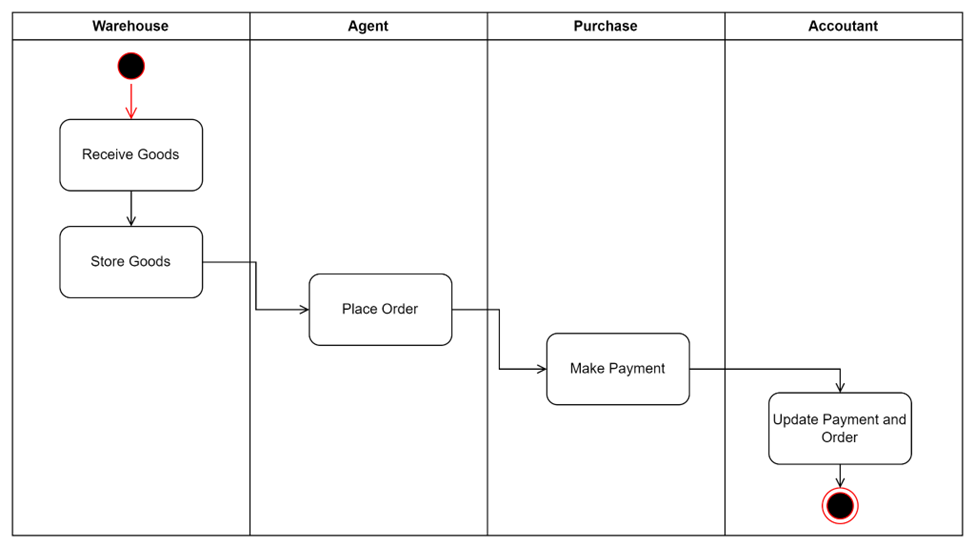 Warehouse
Agent
Purchase
Accoutant
Receive Goods
Store Goods
Place Order
Make Payment
Update Payment and
Order